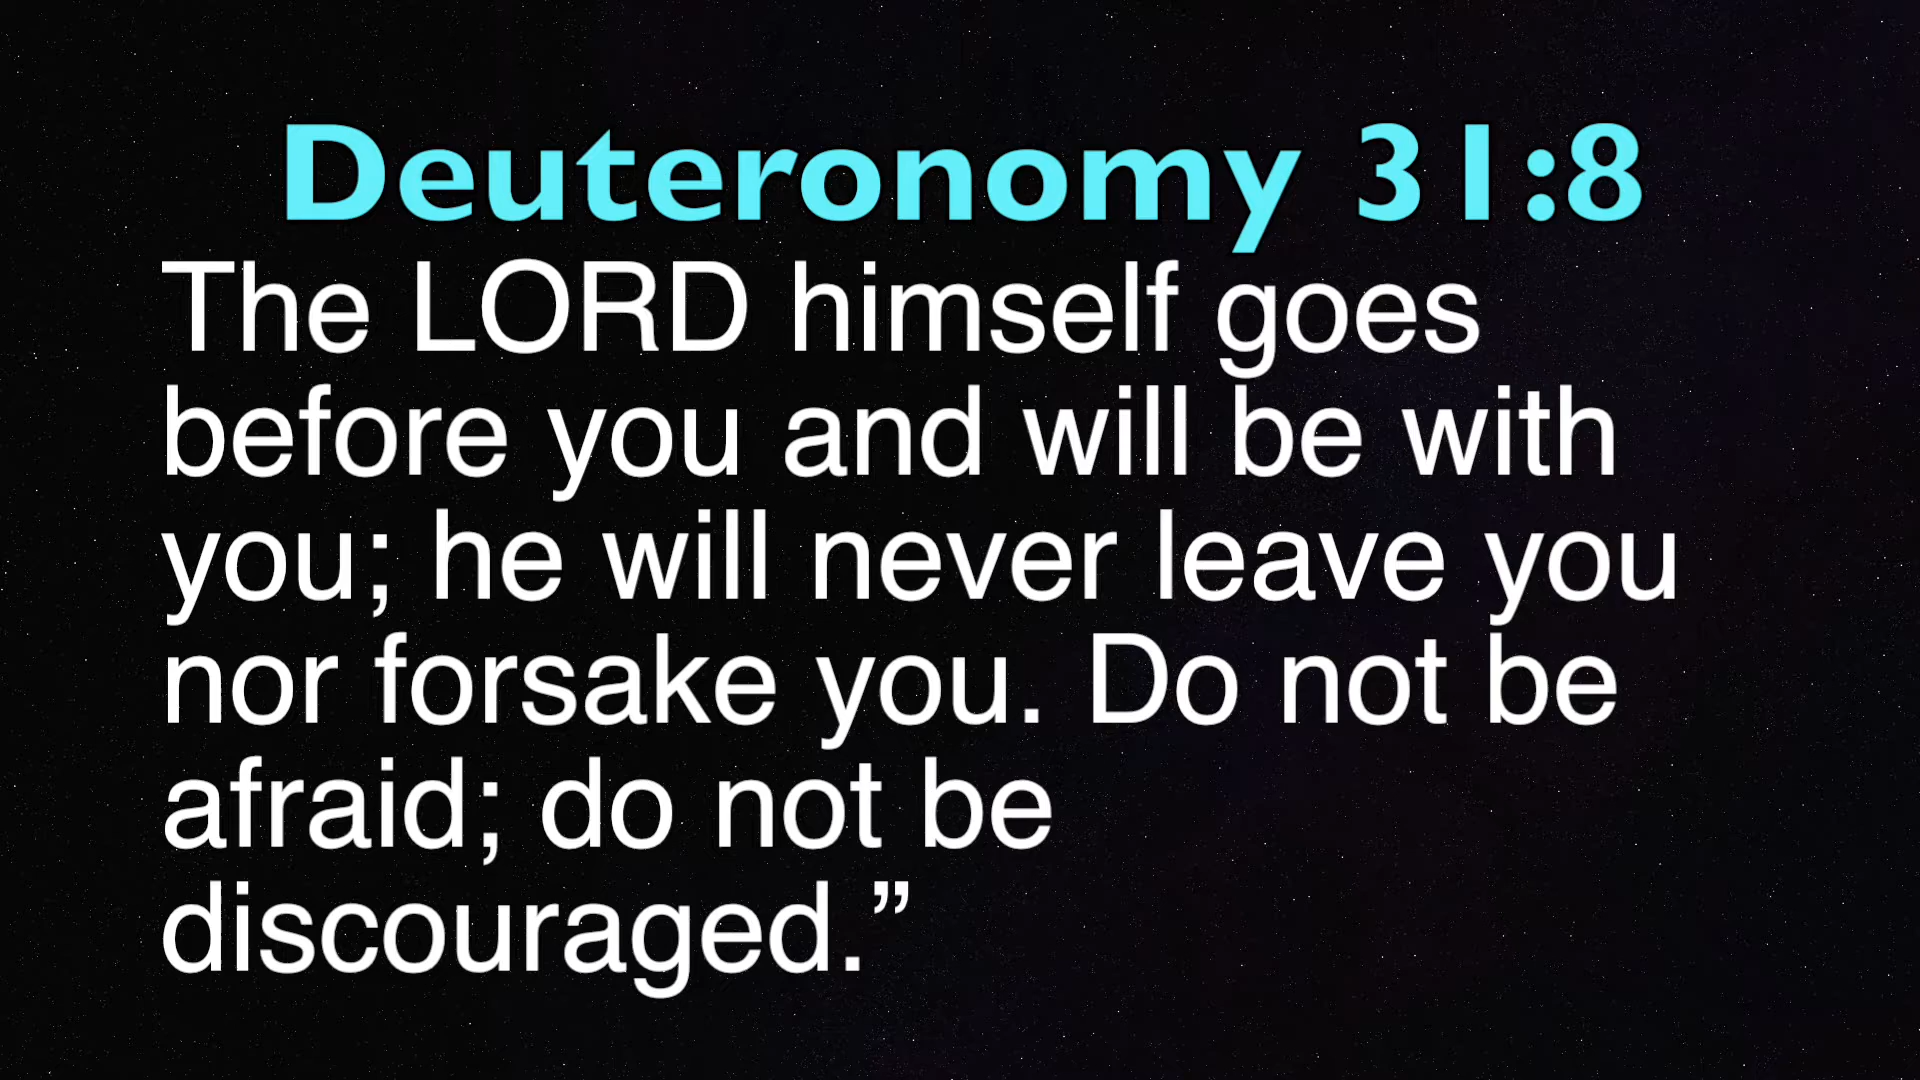 Deuteronomy 31:8
The LORD himself goes
before you and will be with
you; he will never leave you
nor forsake you. Do not be
afraid; do not be
discouraged.”